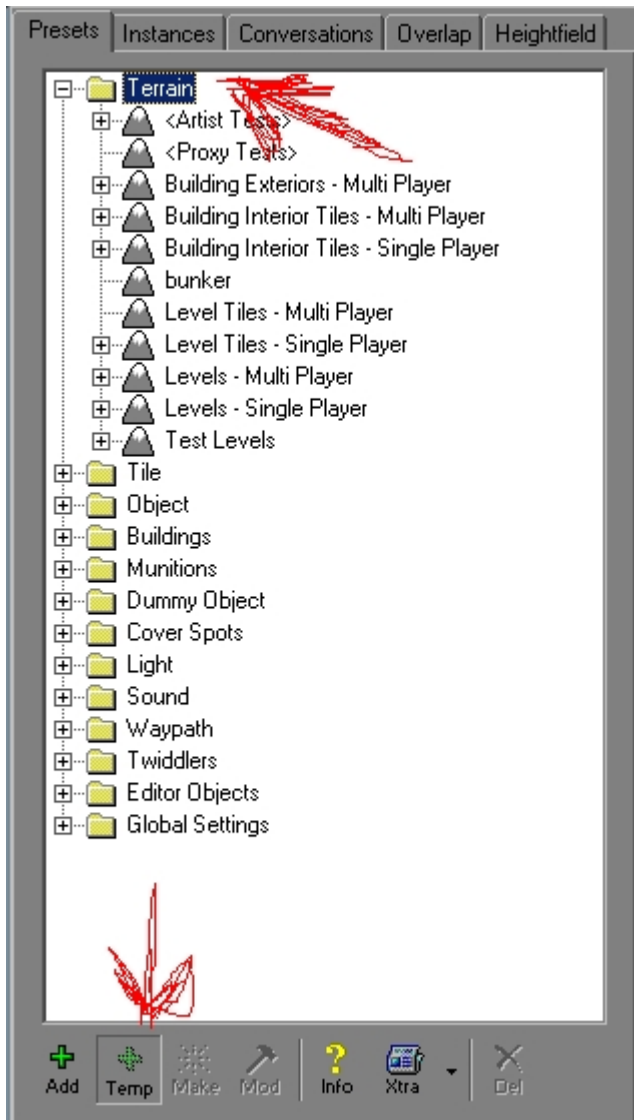 Presets Instances Conversations Overlap Heightfield
Terrain
<Artist Tests>
<Proxy Tests>
Building Exteriors - Multi Player
Building Interior Tiles - Multi Player
Building Interior Tiles - Single Player
bunker
Level Tiles - Multi Player
Level Tiles - Single Player
Levels - Multi Player
Levels - Single Player
Test Levels
Tile
Object
Buildings
Munitions
Dummy Object
Cover Spots
Light
Sound
Waypath
Twiddlers
Editor Objects
Global Settings
Add Temp Make Mod Info Xtra Del